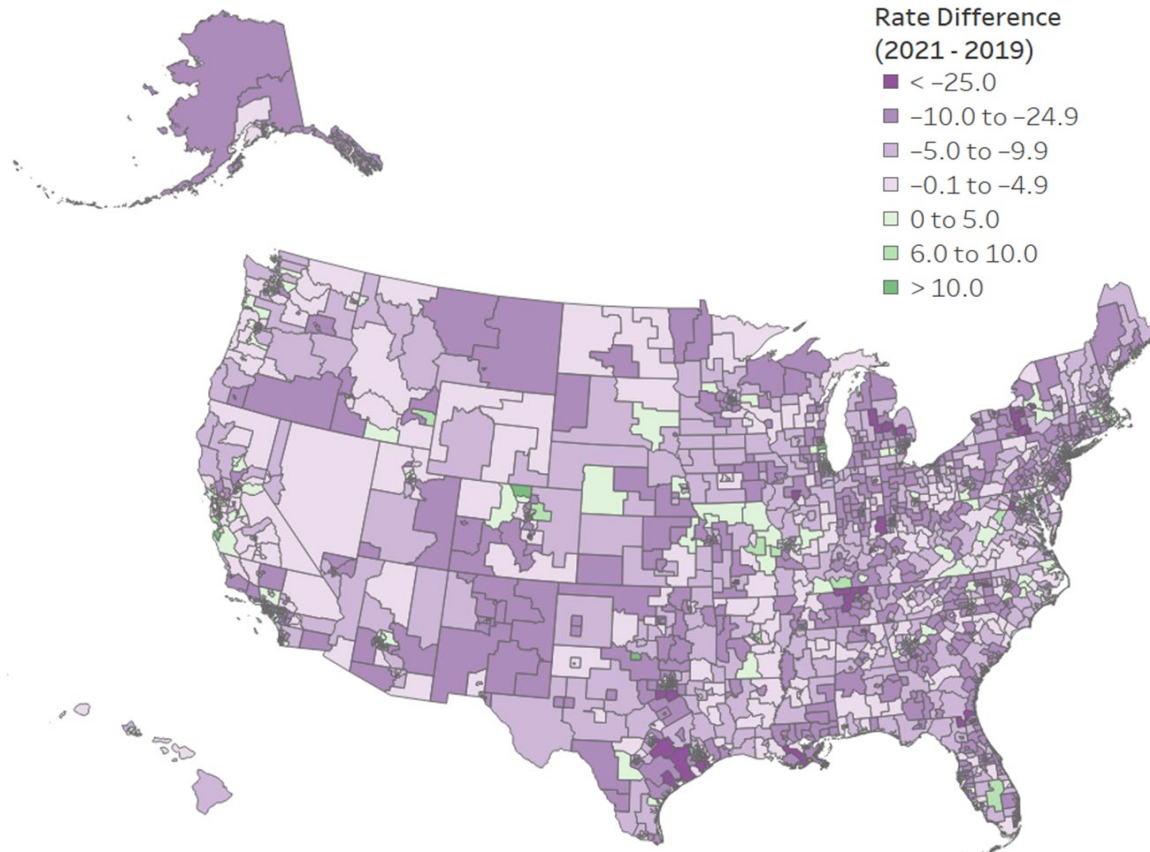 Rate Difference
(2021 - 2019)
< –25.0
–10.0 to –24.9
–5.0 to –9.9
–0.1 to –4.9
0 to 5.0
6.0 to 10.0
> 10.0